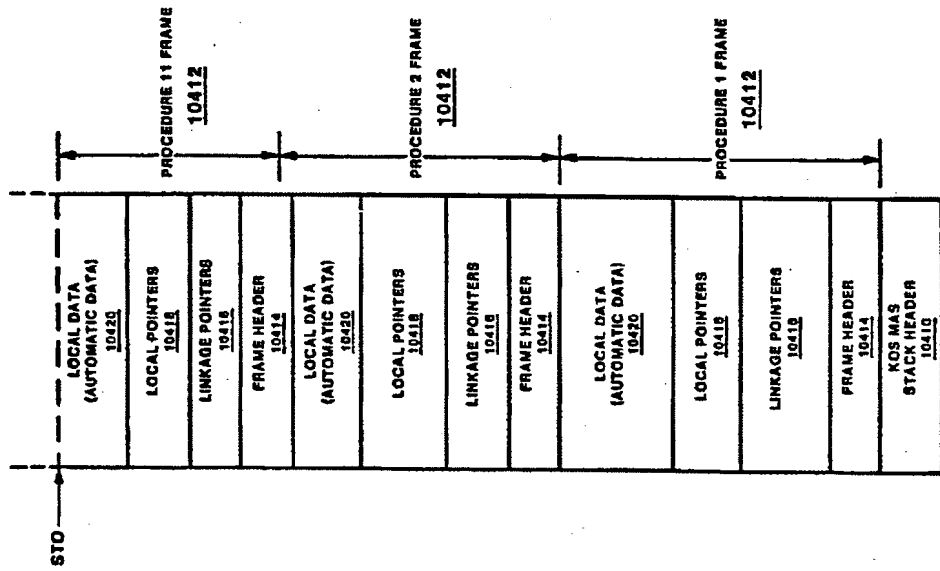 STO
LOCAL DATA
(AUTOMATIC DATA)
10420
LOCAL POINTERS
10418
LINKAGE POINTERS
10416
FRAME HEADER
10414
PROCEDURE 11 FRAME
10412
LOCAL DATA
(AUTOMATIC DATA)
10420
LOCAL POINTERS
10418
LINKAGE POINTERS
10416
FRAME HEADER
10414
PROCEDURE 2 FRAME
10412
LOCAL DATA
(AUTOMATIC DATA)
10420
LOCAL POINTERS
10418
LINKAGE POINTERS
10416
FRAME HEADER
10414
PROCEDURE 1 FRAME
10412
KOS MAS
STACK HEADER
10410